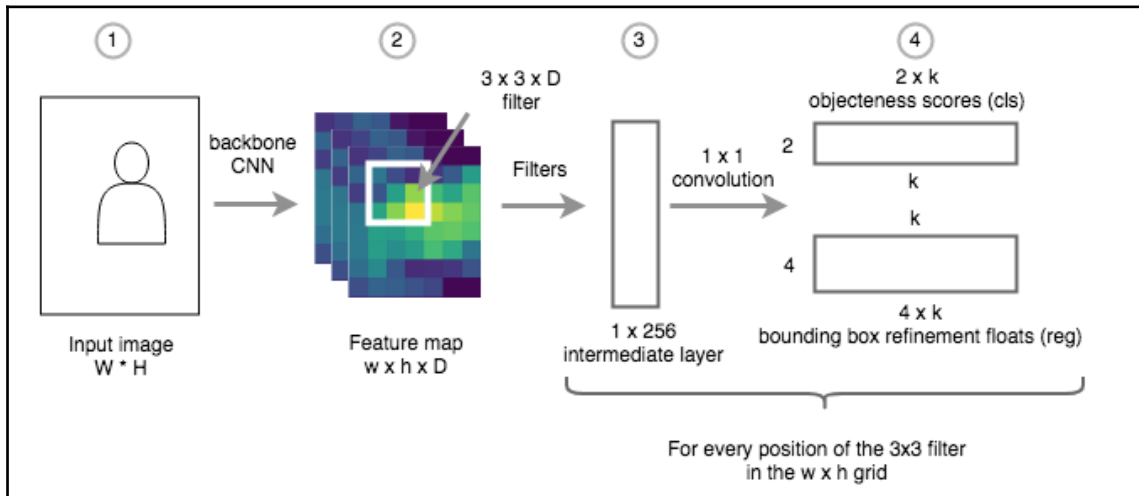 1
2
3
4
3 x 3 x D
filter
2 x k
objecteness scores (cls)
backbone
CNN
Filters
1 x 1
convolution
2
k
k
4
Input image
W * H
Feature map
w x h x D
1 x 256
intermediate layer
4 x k
bounding box refinement floats (reg)
For every position of the 3x3 filter
in the w x h grid